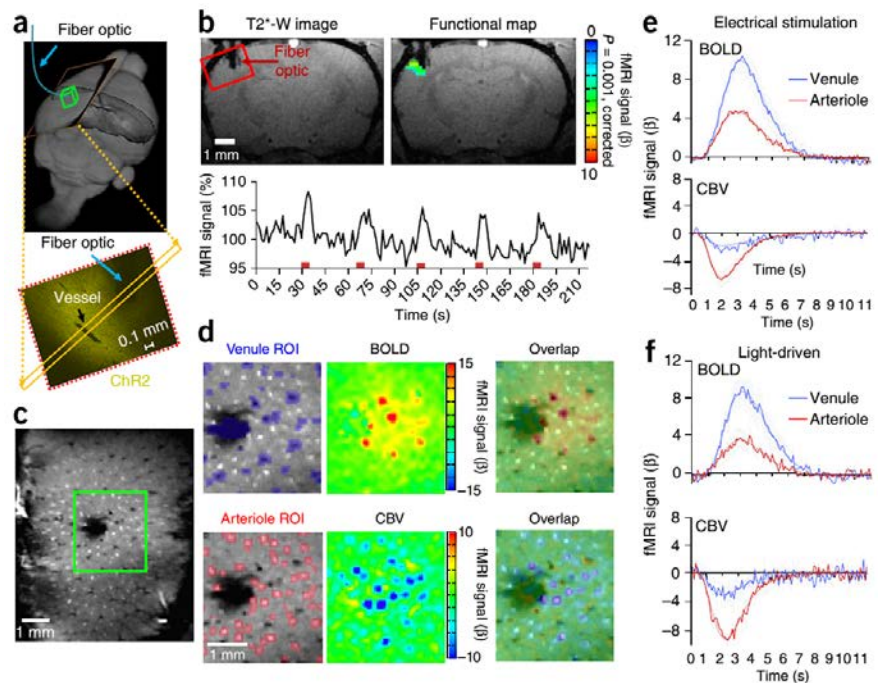 a
Fiber optic
Fiber optic
Vessel
0.1 mm
ChR2
b
T2*-W image
Functional map
Fiber
optic
1 mm
0
10
P = 0.001, corrected
fMRI signal (β)
fMRI signal (%)
110
105
100
95
0 15 30 45 60 75 90 105 120 135 150 165 180 195 210
Time (s)
c
1 mm
d
Venule ROI
BOLD
Overlap
15
−15
fMRI signal (β)
Arteriole ROI
CBV
Overlap
10
−10
fMRI signal (β)
1 mm
e
Electrical stimulation
BOLD
Venule
Arteriole
12
8
4
0
CBV
0
−4
−8
fMRI signal (β)
Time (s)
0 1 2 3 4 5 6 7 8 9 10 11
Time (s)
f
Light-driven
BOLD
Venule
Arteriole
12
8
4
0
CBV
4
0
−4
−8
fMRI signal (β)
0 1 2 3 4 5 6 7 8 9 10 11
Time (s)